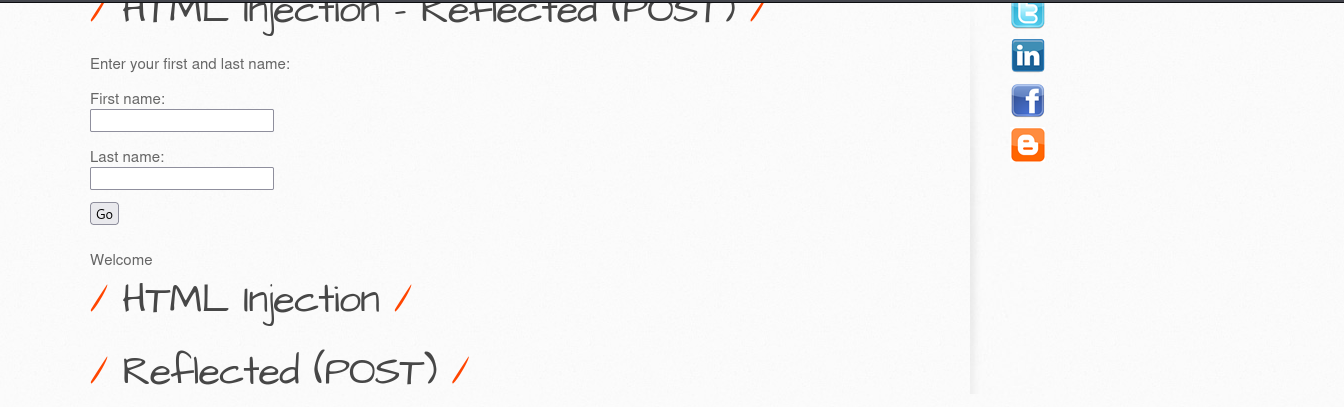 / HTML Injection - Reflected (POST) /
Enter your first and last name:
First name:
Last name:
Go
Welcome
/ HTML Injection /
/ Reflected (POST) /
in
f